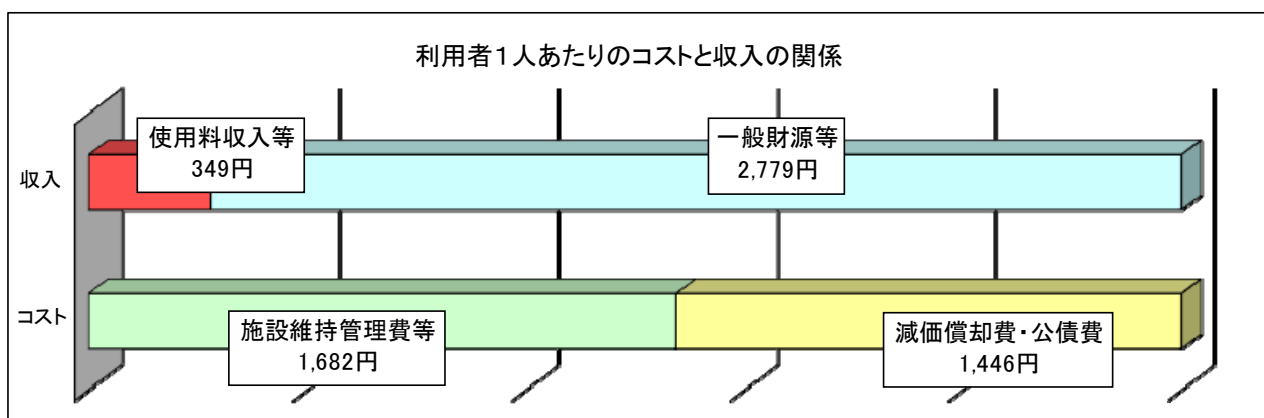 利用者１人あたりのコストと収入の関係
使用料収入等
349円
一般財源等
2,779円
収入
コスト
施設維持管理費等
1,682円
減価償却費・公債費
1,446円